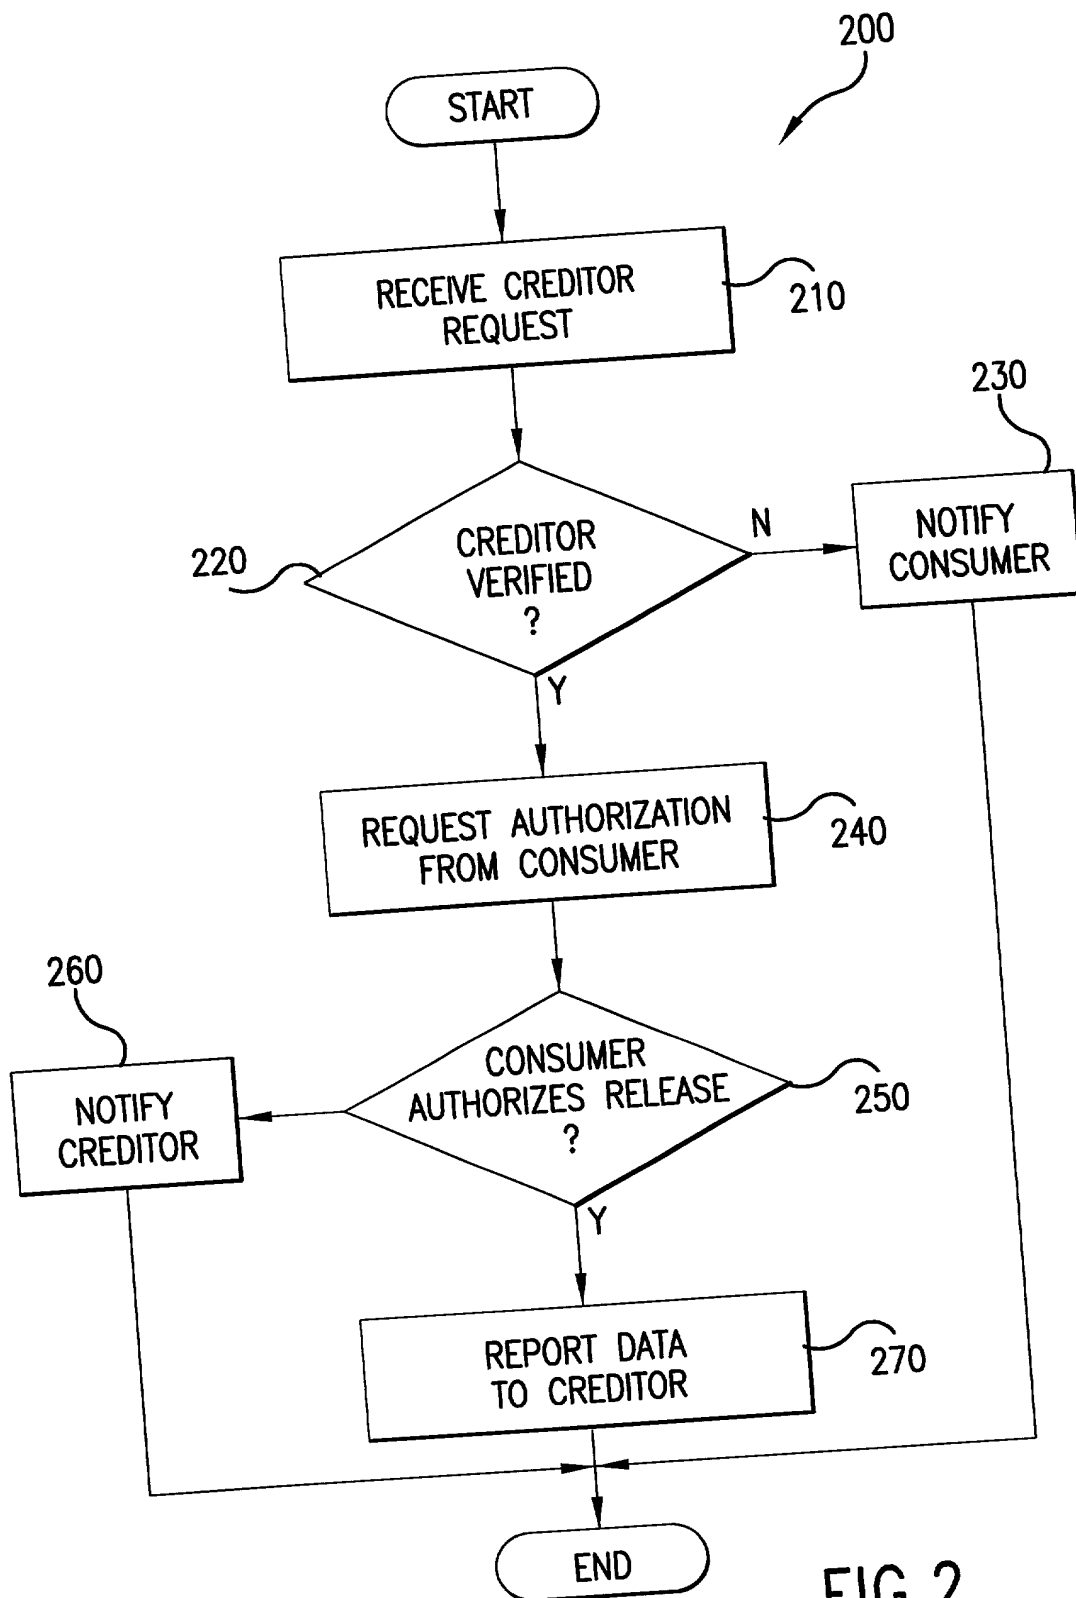 200
START
RECEIVE CREDITOR
REQUEST
210
230
CREDITOR
VERIFIED
?
220
N
NOTIFY
CONSUMER
Y
REQUEST AUTHORIZATION
FROM CONSUMER
240
260
CONSUMER
AUTHORIZES RELEASE
?
250
NOTIFY
CREDITOR
Y
REPORT DATA
TO CREDITOR
270
END
FIG.2